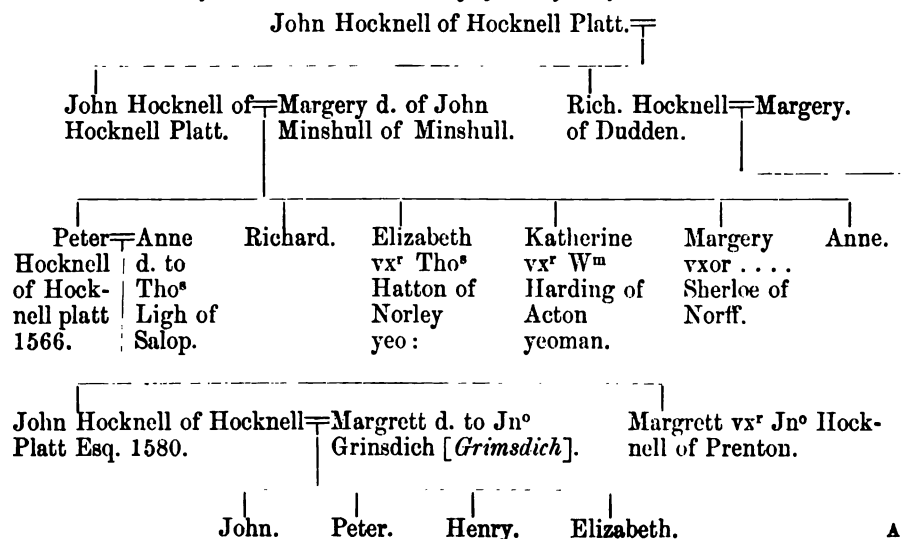 John Hocknell of Hocknell Platt.
John Hocknell of Margery d. of John
Hocknell Platt. Minshull of Minshull.
Rich. Hocknell Margery.
of Dudden.
Peter Anne
Hocknell d. to
of Hock- Thoˢ
nell platt Ligh of
1566. Salop.
Richard.
Elizabeth
vxʳ Thoˢ
Hatton of
Norley
yeo:
Katherine
vxʳ Wᵐ
Harding of
Acton
yeoman.
Margery
vxor ....
Sherloe of
Norff.
Anne.
John Hocknell of Hocknell Margrett d. to Jnº
Platt Esq. 1580. Grinsdich [Grimsdich].
Margrett vxʳ Jnº Hock-
nell of Prenton.
John. Peter. Henry. Elizabeth.
A